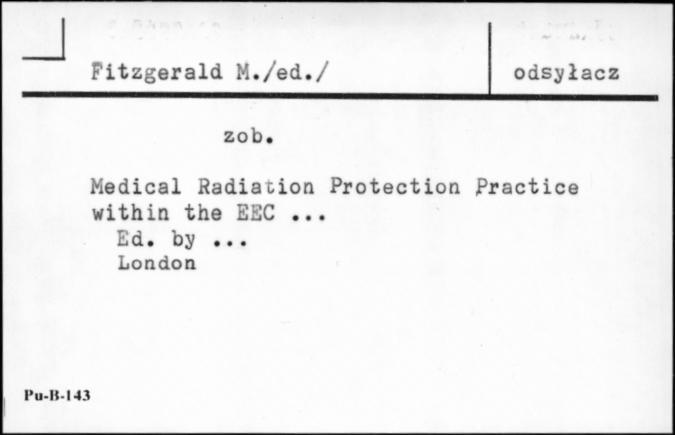 Fitzgerald M./ed./
odsyłacz
zob.
Medical Radiation Protection Practice
within the EEC ...
Ed. by ...
London
Pu-B-143